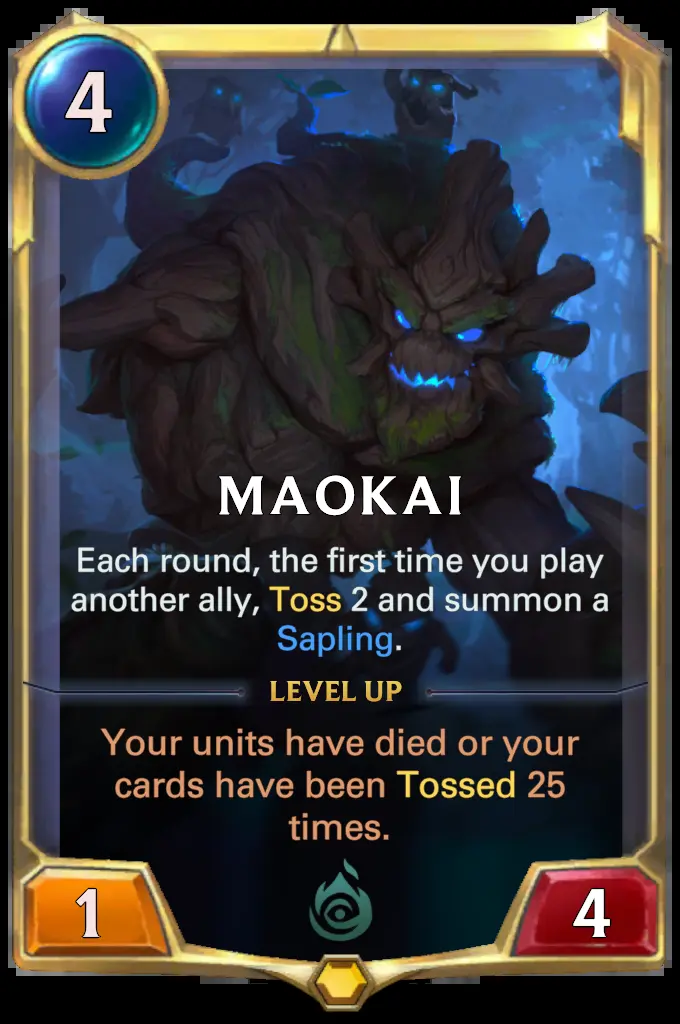 4
MAOKAI
Each round, the first time you play
another ally, Toss 2 and summon a
Sapling.
LEVEL UP
Your units have died or your
cards have been Tossed 25
times.
1
4